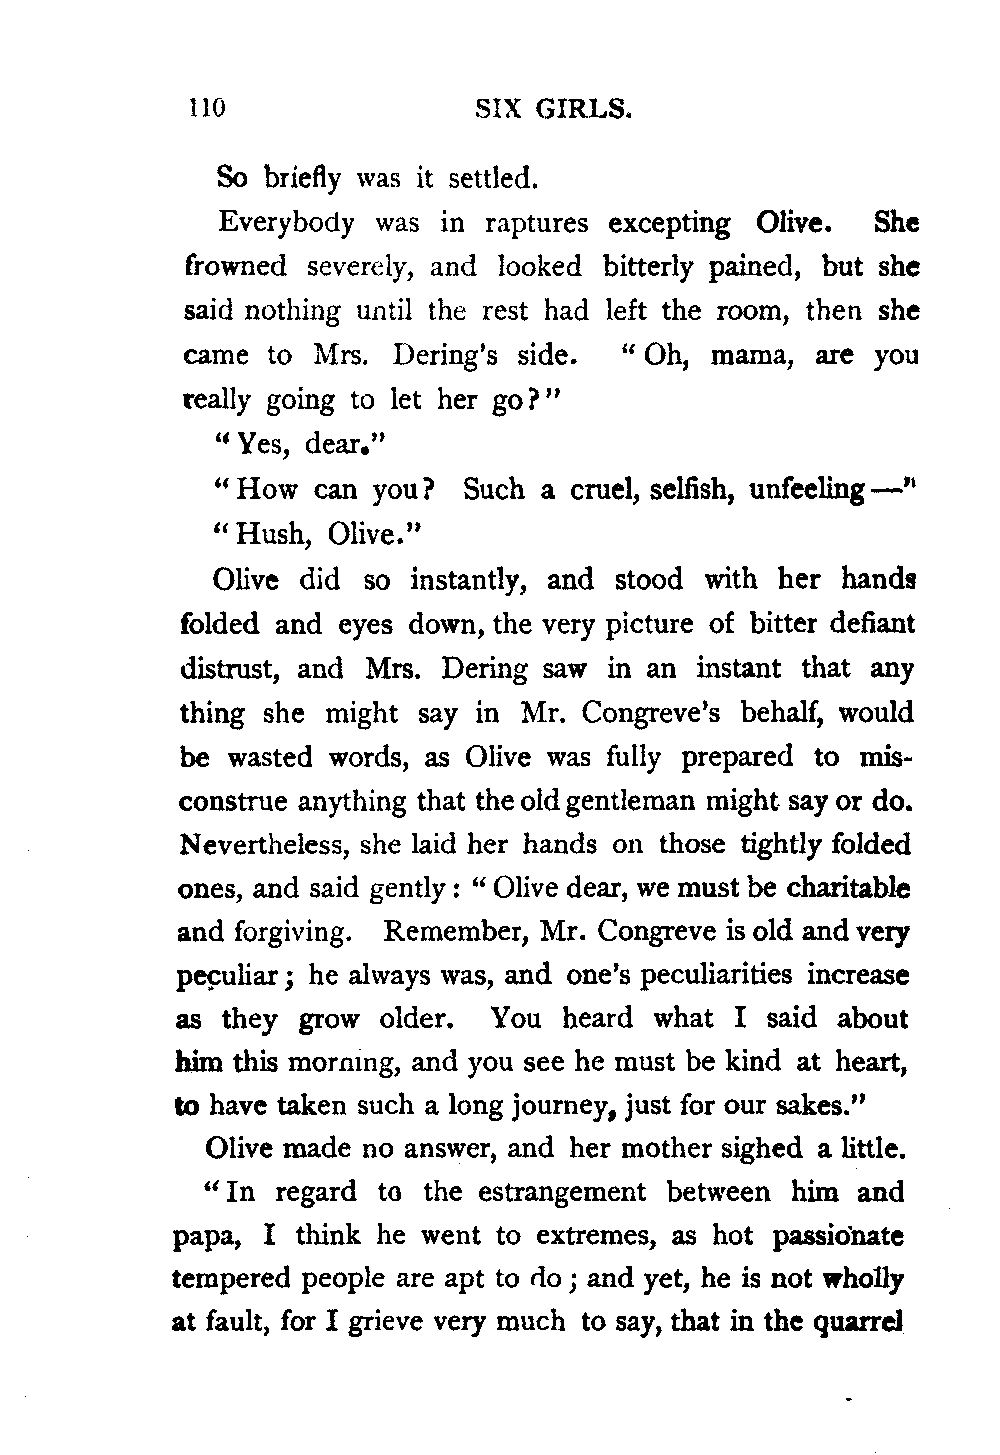 110 SIX GIRLS.
So briefly was it settled.
Everybody was in raptures excepting Olive. She
frowned severely, and looked bitterly pained, but she
said nothing until the rest had left the room, then she
came to Mrs. Dering's side. "Oh, mama, are you
really going to let her go?"
"Yes, dear."
"How can you? Such a cruel, selfish, unfeeling—"
"Hush, Olive."
Olive did so instantly, and stood with her hands
folded and eyes down, the very picture of bitter defiant
distrust, and Mrs. Dering saw in an instant that any
thing she might say in Mr. Congreve's behalf, would
be wasted words, as Olive was fully prepared to mis-
construe anything that the old gentleman might say or do.
Nevertheless, she laid her hands on those tightly folded
ones, and said gently: "Olive dear, we must be charitable
and forgiving. Remember, Mr. Congreve is old and very
peculiar; he always was, and one's peculiarities increase
as they grow older. You heard what I said about
him this morning, and you see he must be kind at heart,
to have taken such a long journey, just for our sakes."
Olive made no answer, and her mother sighed a little.
"In regard to the estrangement between him and
papa, I think he went to extremes, as hot passionate
tempered people are apt to do; and yet, he is not wholly
at fault, for I grieve very much to say, that in the quarrel